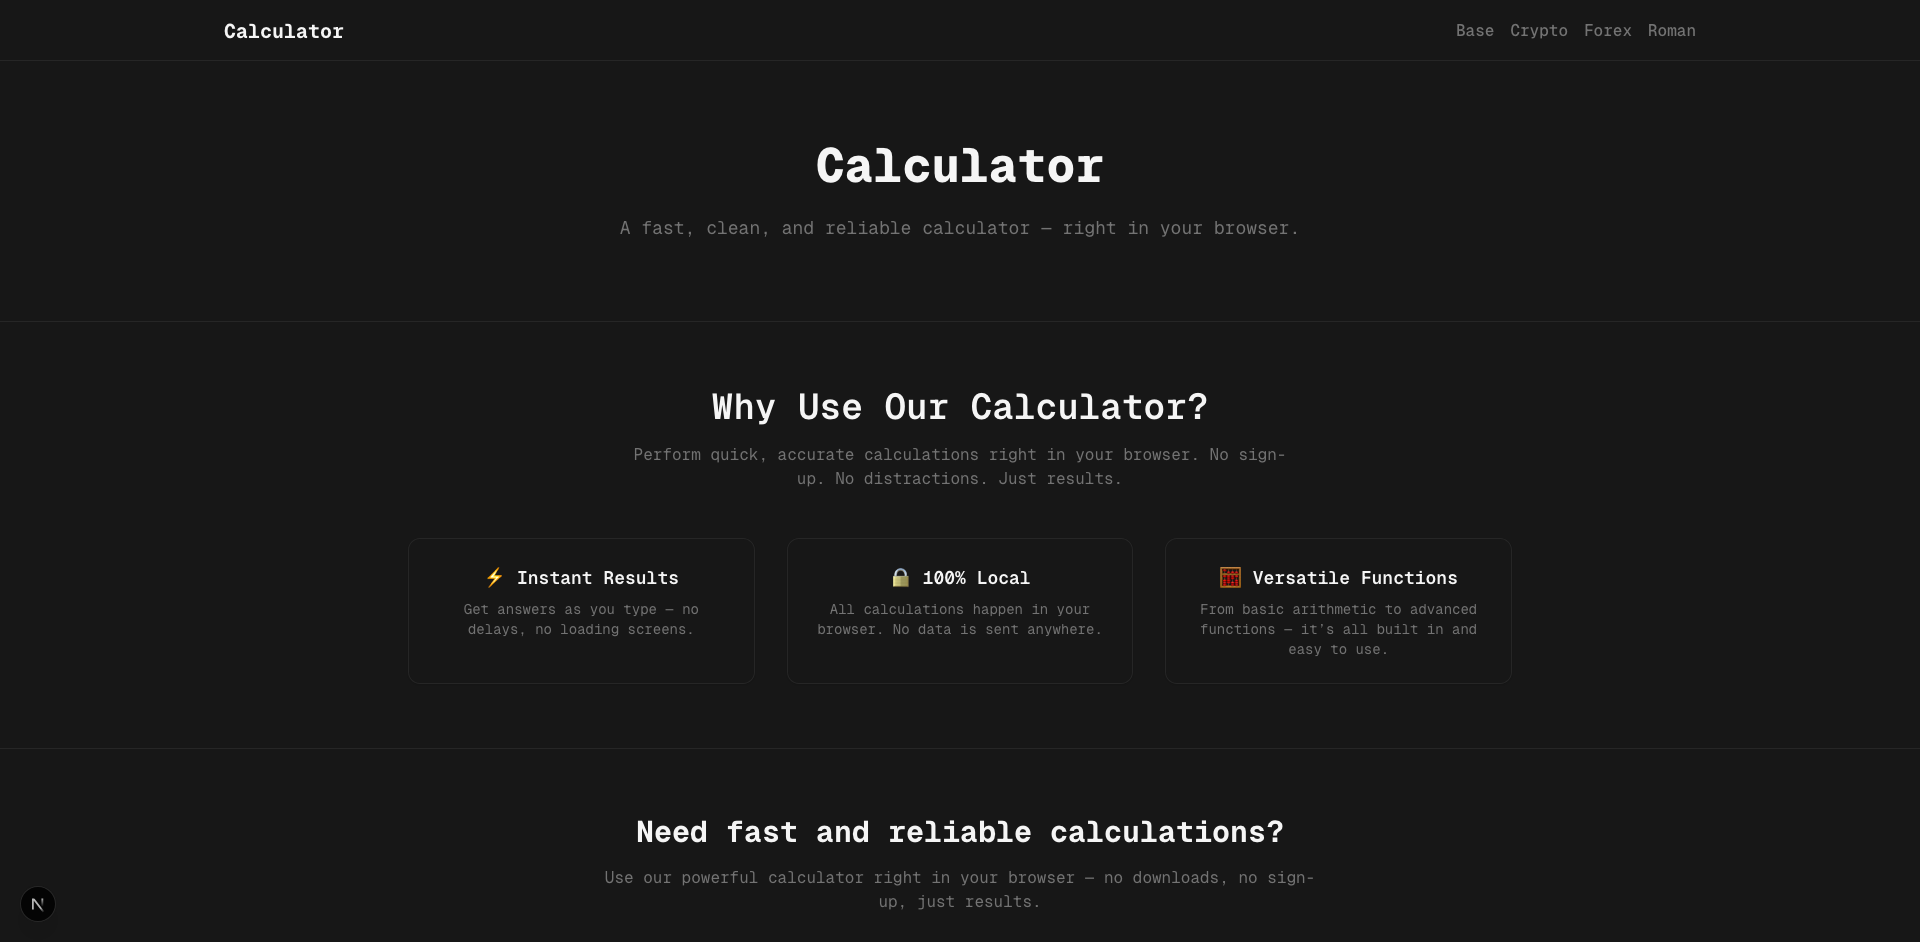 Calculator
Base Crypto Forex Roman
Calculator
A fast, clean, and reliable calculator — right in your browser.
Why Use Our Calculator?
Perform quick, accurate calculations right in your browser. No sign-
up. No distractions. Just results.
⚡ Instant Results
Get answers as you type — no
delays, no loading screens.
🔒 100% Local
All calculations happen in your
browser. No data is sent anywhere.
🧮 Versatile Functions
From basic arithmetic to advanced
functions — it’s all built in and
easy to use.
Need fast and reliable calculations?
Use our powerful calculator right in your browser — no downloads, no sign-
up, just results.
N